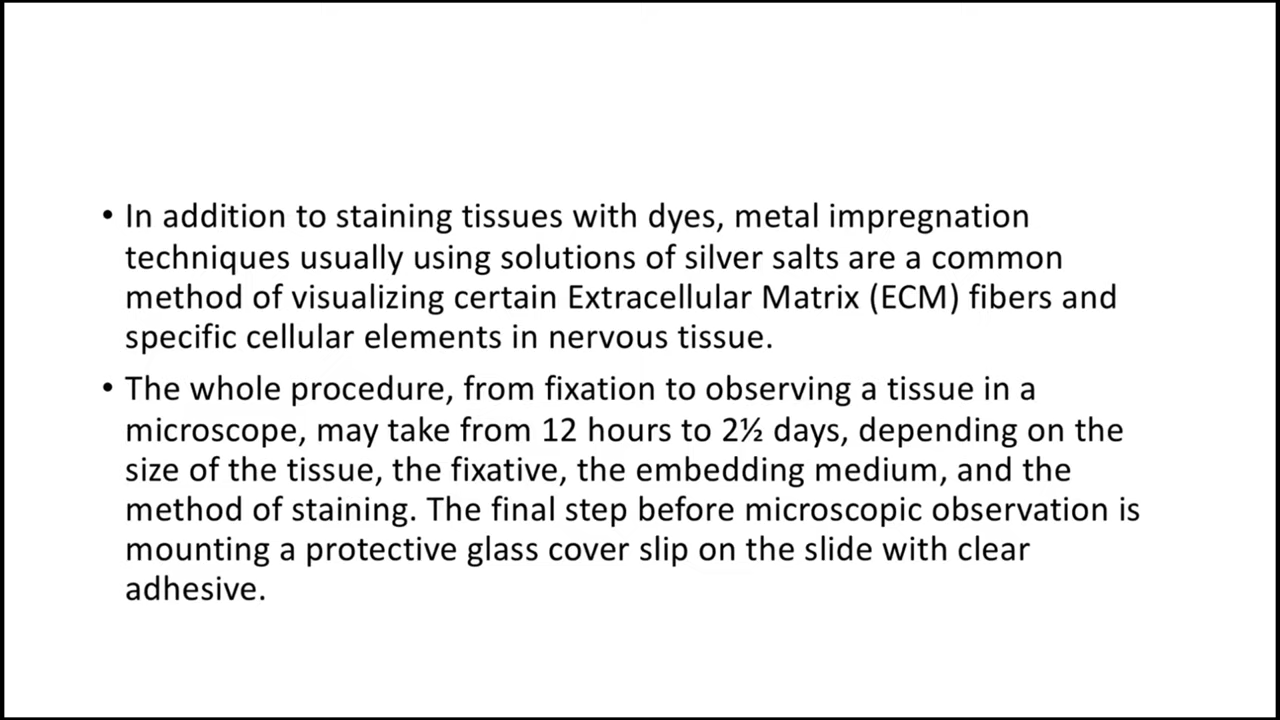 • In addition to staining tissues with dyes, metal impregnation
techniques usually using solutions of silver salts are a common
method of visualizing certain Extracellular Matrix (ECM) fibers and
specific cellular elements in nervous tissue.
• The whole procedure, from fixation to observing a tissue in a
microscope, may take from 12 hours to 2½ days, depending on the
size of the tissue, the fixative, the embedding medium, and the
method of staining. The final step before microscopic observation is
mounting a protective glass cover slip on the slide with clear
adhesive.